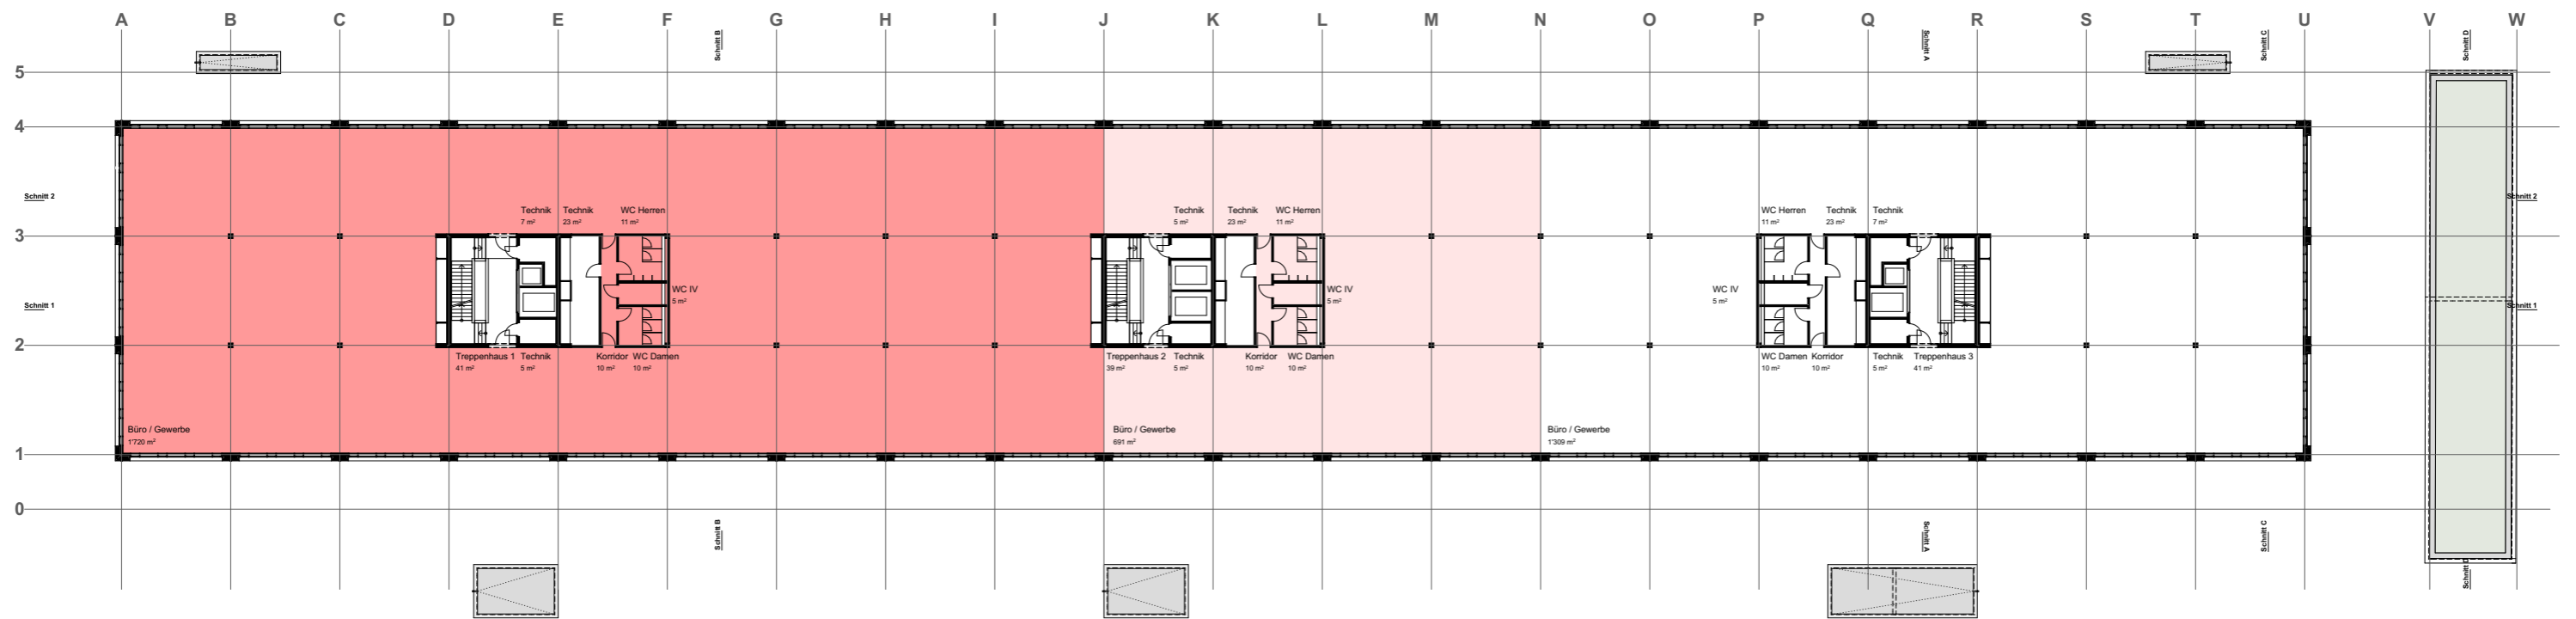 A B C D E F G H I J K L M N O P Q R S T U V W
Schnitt B Schnitt A Schnitt C Schnitt D
5
4
Schnitt 2 Schnitt 2
Technik Technik WC Herren Technik Technik WC Herren WC Herren Technik Technik
7 m² 23 m² 11 m² 5 m² 23 m² 11 m² 11 m² 23 m² 7 m²
3
WC IV WC IV WC IV
5 m² 5 m² 5 m²
Schnitt 1 Schnitt 1
2
Treppenhaus 1 Technik Korridor WC Damen Treppenhaus 2 Technik Korridor WC Damen WC Damen Korridor Technik Treppenhaus 3
41 m² 5 m² 10 m² 10 m² 39 m² 5 m² 10 m² 10 m² 10 m² 10 m² 5 m² 41 m²
Büro / Gewerbe Büro / Gewerbe Büro / Gewerbe
1'720 m² 691 m² 1'309 m²
1
0
Schnitt B Schnitt A Schnitt C Schnitt D